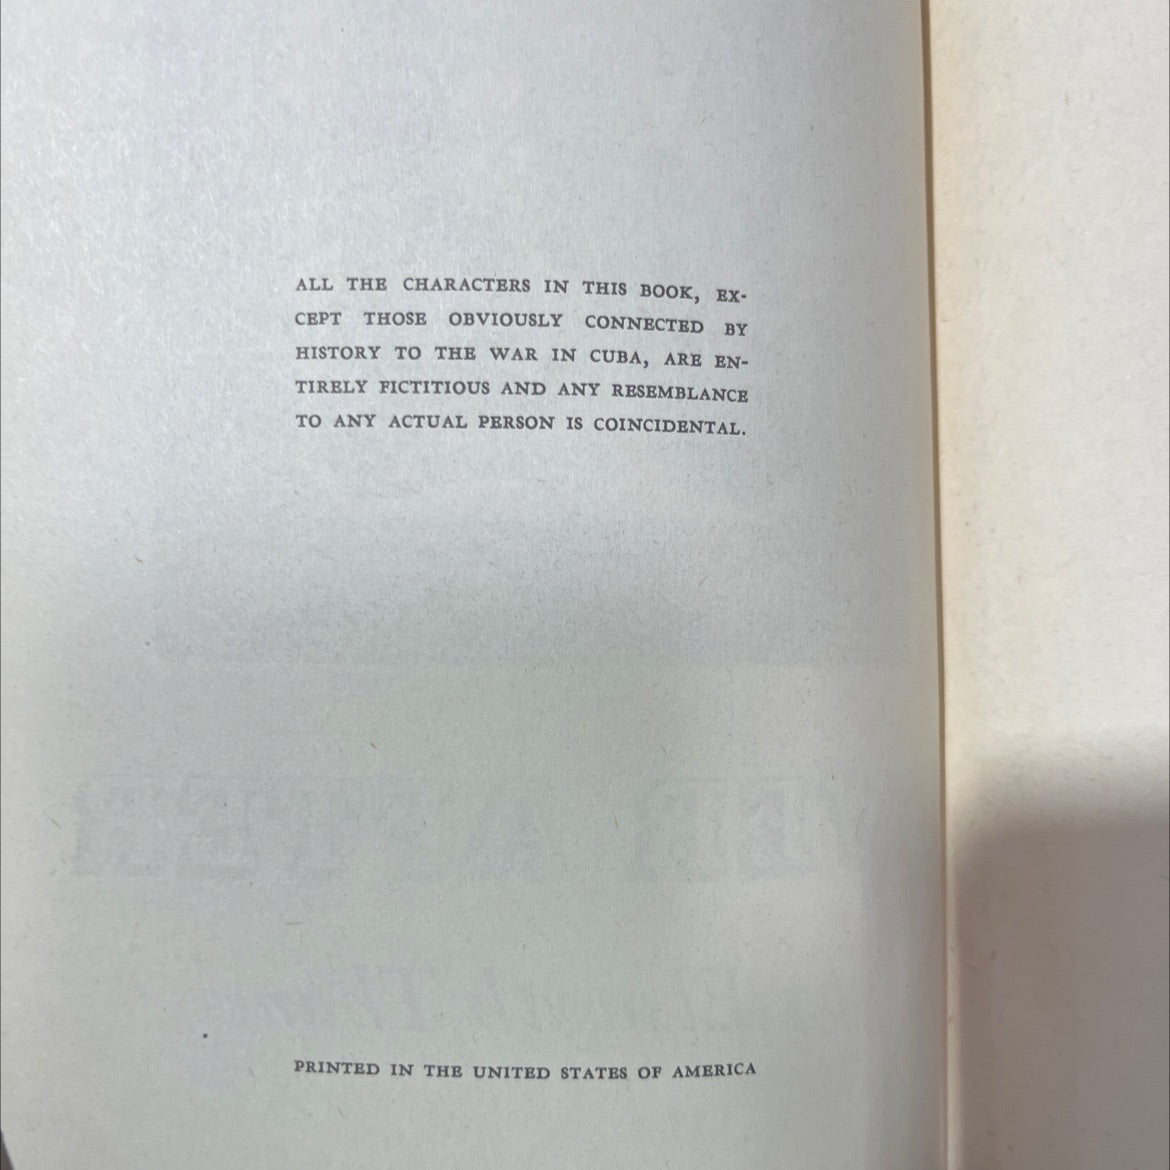 ALL THE CHARACTERS IN THIS BOOK, EX-
CEPT THOSE OBVIOUSLY CONNECTED BY
HISTORY TO THE WAR IN CUBA, ARE EN-
TIRELY FICTITIOUS AND ANY RESEMBLANCE
TO ANY ACTUAL PERSON IS COINCIDENTAL.
PRINTED IN THE UNITED STATES OF AMERICA